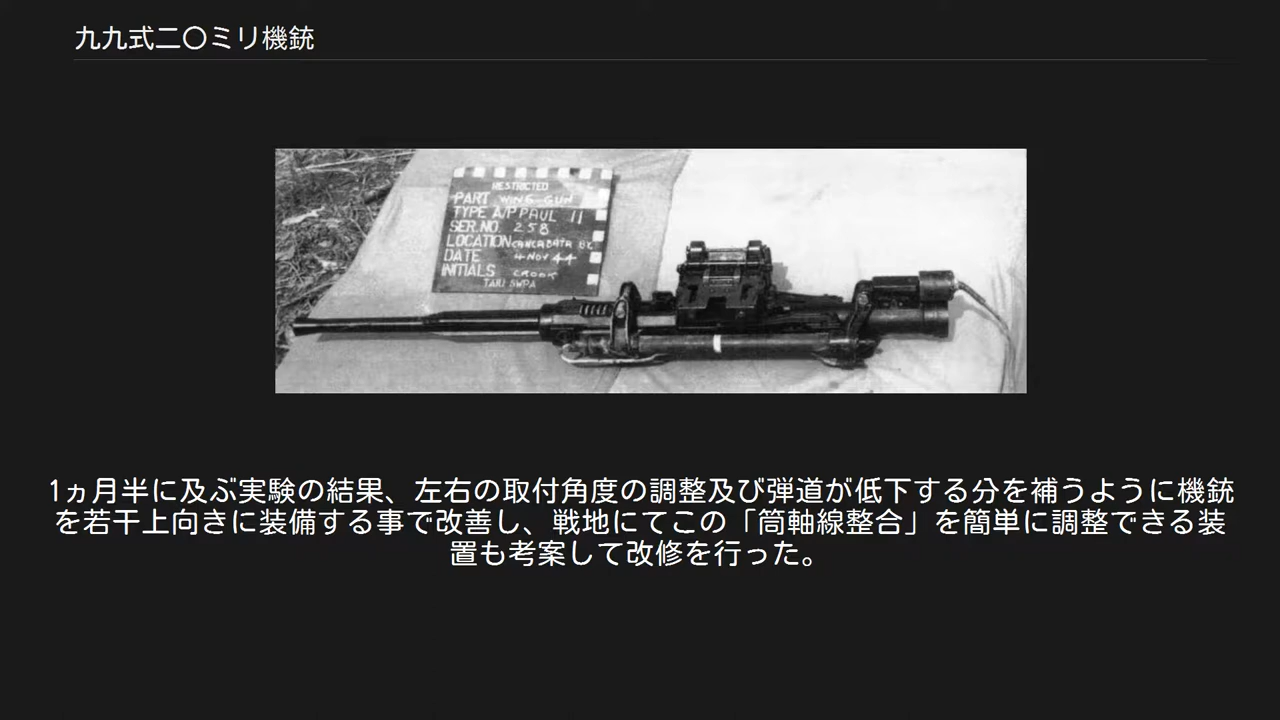 九九式二〇ミリ機銃
RESTRICTED
PART WING-GUN
TYPE A/P PAUL 11
SER.NO. 258
LOCATION
DATE 4-NOV 44
INITIALS CROOK
TAIU SWPA
1ヵ月半に及ぶ実験の結果、左右の取付角度の調整及び弾道が低下する分を補うように機銃
を若干上向きに装備する事で改善し、戦地にてこの「筒軸線整合」を簡単に調整できる装
置も考案して改修を行った。